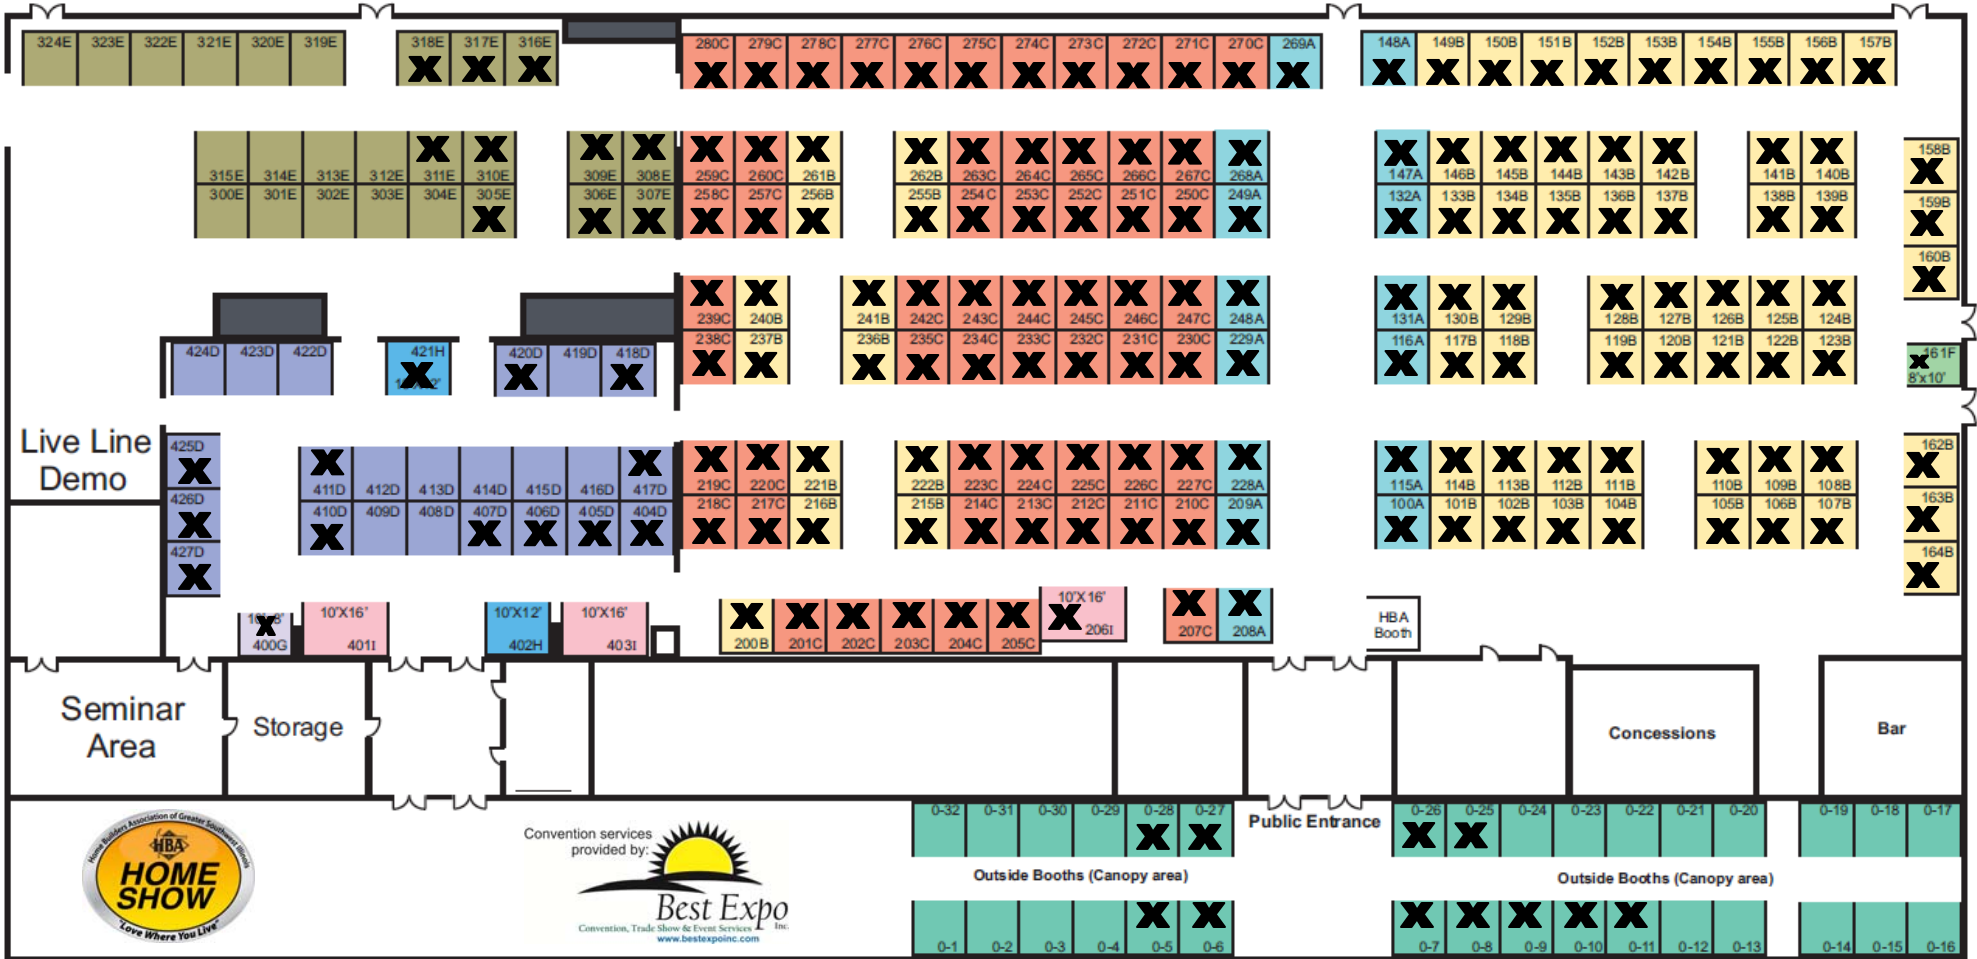 324E 323E 322E 321E 320E 319E 318E 317E 316E 280C 279C 278C 277C 276C 275C 274C 273C 272C 271C 270C 269A 148A 149B 150B 151B 152B 153B 154B 155B 156B 157B
315E 314E 313E 312E 311E 310E 309E 308E 259C 260C 261B 262B 263C 264C 265C 266C 267C 268A 147A 146B 145B 144B 143B 142B 141B 140B 158B
300E 301E 302E 303E 304E 305E 306E 307E 258C 257C 256B 255B 254C 253C 252C 251C 250C 249A 132A 133B 134B 135B 136B 137B 138B 139B 159B
160B
239C 240B 241B 242C 243C 244C 245C 246C 247C 248A 131A 130B 129B 128B 127B 126B 125B 124B
238C 237B 236B 235C 234C 233C 232C 231C 230C 229A 116A 117B 118B 119B 120B 121B 122B 123B
424D 423D 422D 421H 420D 419D 418D 161F
8'x10'
Live Line
Demo
425D
426D
427D
411D 412D 413D 414D 415D 416D 417D 219C 220C 221B 222B 223C 224C 225C 226C 227C 228A 115A 114B 113B 112B 111B 110B 109B 108B 162B
410D 409D 408D 407D 406D 405D 404D 218C 217C 216B 215B 214C 213C 212C 211C 210C 209A 100A 101B 102B 103B 104B 105B 106B 107B 163B
164B
10'X16' 10'X12' 10'X16' 10'X16'
400G 401I 402H 403I 200B 201C 202C 203C 204C 205C 206I 207C 208A
HBA
Booth
Seminar
Area
Storage
Concessions
Bar
0-32 0-31 0-30 0-29 0-28 0-27
Public Entrance
0-26 0-25 0-24 0-23 0-22 0-21 0-20 0-19 0-18 0-17
Outside Booths (Canopy area)
Outside Booths (Canopy area)
0-1 0-2 0-3 0-4 0-5 0-6 0-7 0-8 0-9 0-10 0-11 0-12 0-13 0-14 0-15 0-16
Home Builders Association of Greater Southwest Illinois
HBA
HOME
SHOW
"Love Where You Live"
Convention services
provided by:
Best Expo
Inc.
Convention, Trade Show & Event Services
www.bestexpoinc.com